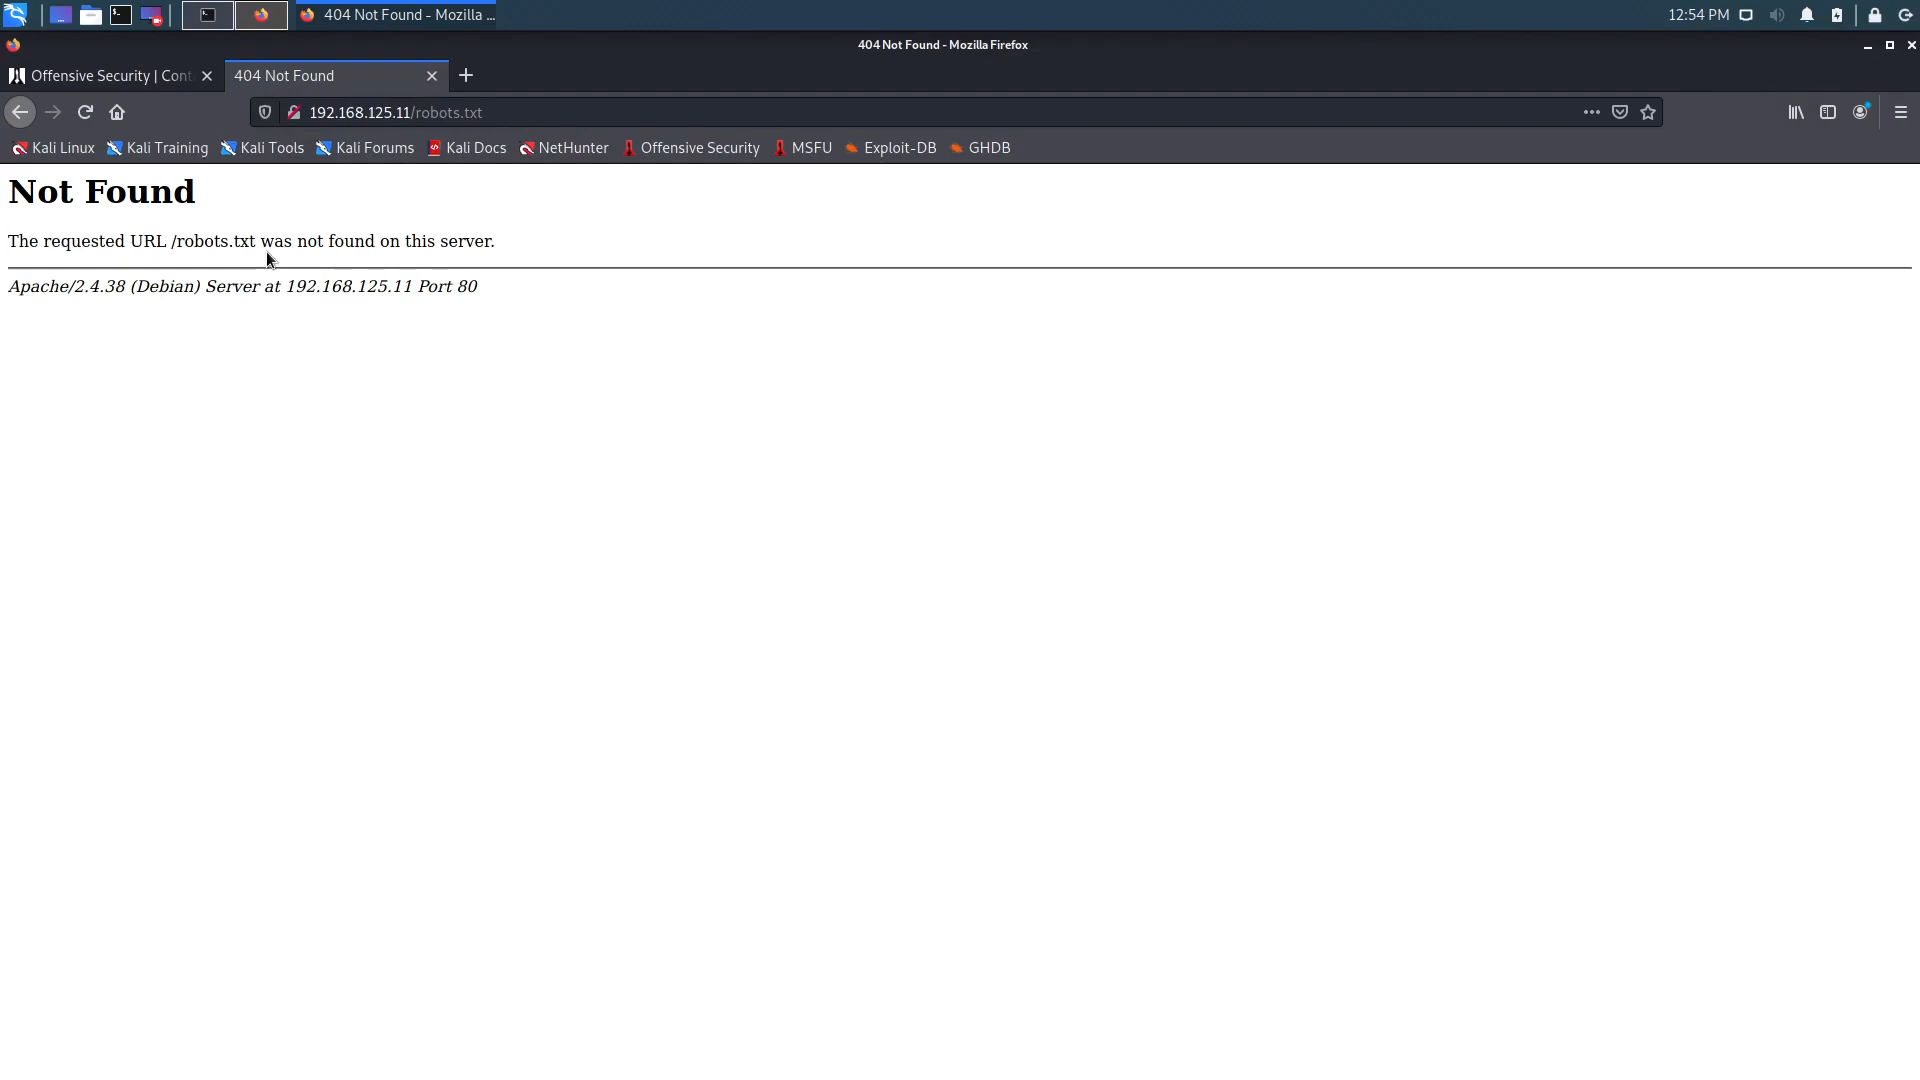 404 Not Found - Mozilla ...
12:54 PM
404 Not Found - Mozilla Firefox
Offensive Security | Cont
404 Not Found
192.168.125.11/robots.txt
Kali Linux
Kali Training
Kali Tools
Kali Forums
Kali Docs
NetHunter
Offensive Security
MSFU
Exploit-DB
GHDB
Not Found
The requested URL /robots.txt was not found on this server.
Apache/2.4.38 (Debian) Server at 192.168.125.11 Port 80